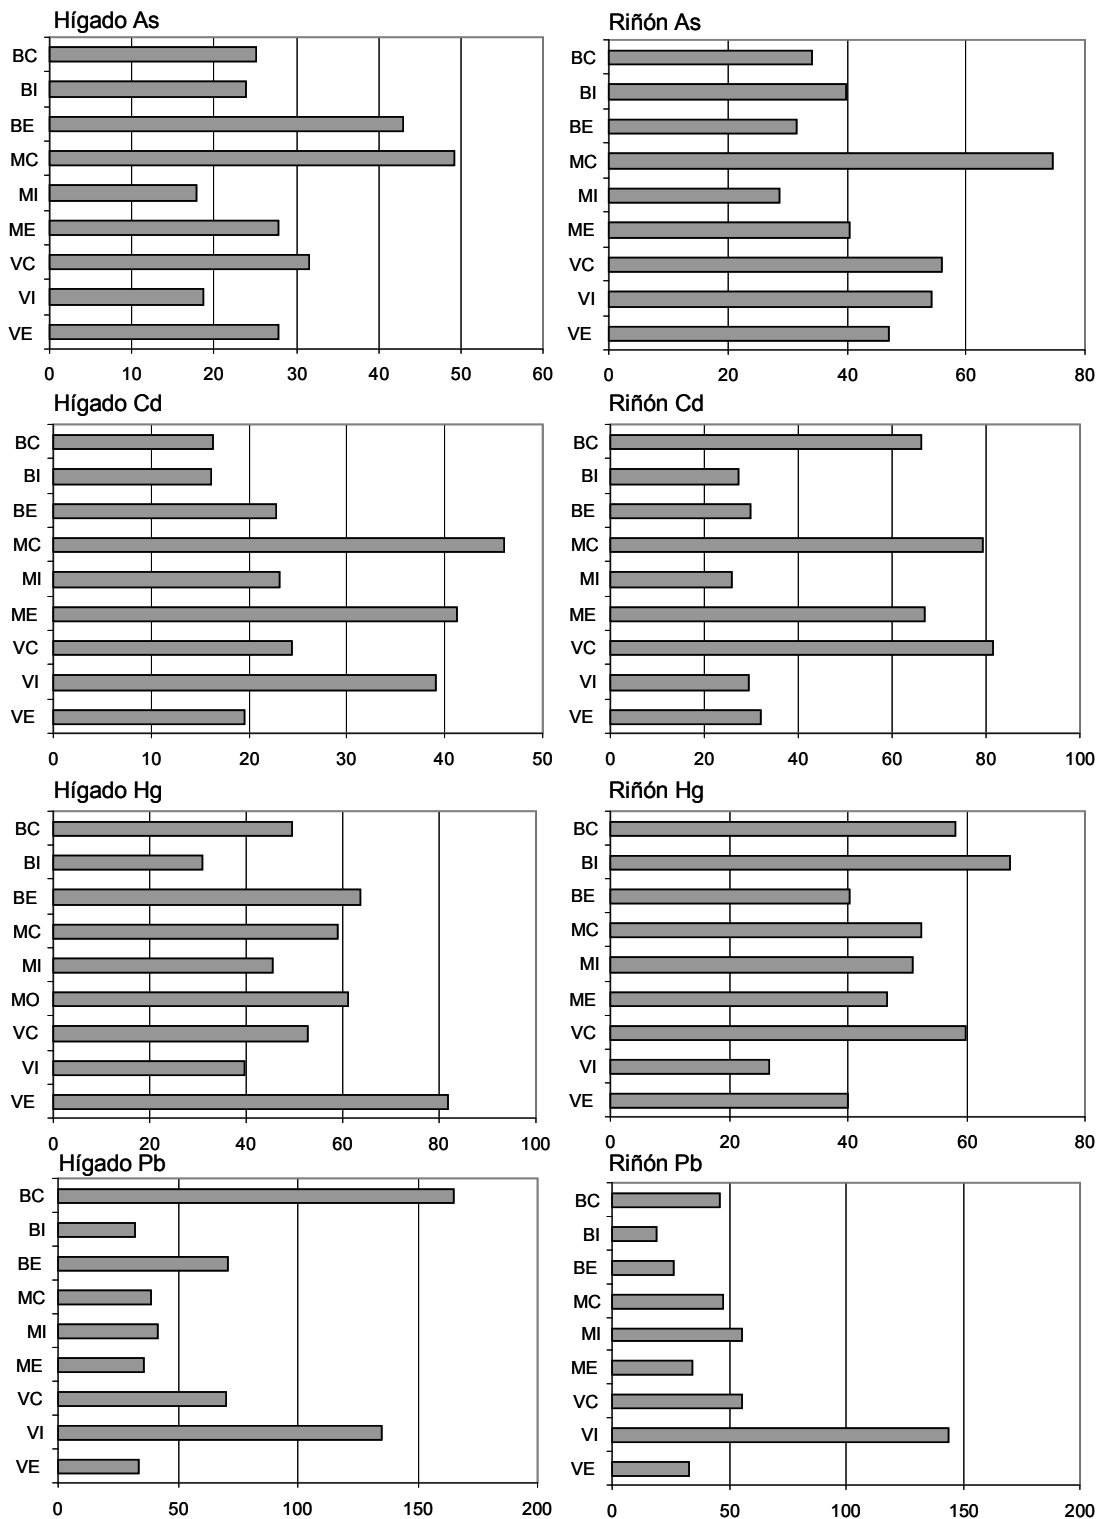 Hígado As
BC
BI
BE
MC
MI
ME
VC
VI
VE
0 10 20 30 40 50 60
Riñón As
BC
BI
BE
MC
MI
ME
VC
VI
VE
0 20 40 60 80
Hígado Cd
BC
BI
BE
MC
MI
ME
VC
VI
VE
0 10 20 30 40 50
Riñón Cd
BC
BI
BE
MC
MI
ME
VC
VI
VE
0 20 40 60 80 100
Hígado Hg
BC
BI
BE
MC
MI
MO
VC
VI
VE
0 20 40 60 80 100
Riñón Hg
BC
BI
BE
MC
MI
ME
VC
VI
VE
0 20 40 60 80
Hígado Pb
BC
BI
BE
MC
MI
ME
VC
VI
VE
0 50 100 150 200
Riñón Pb
BC
BI
BE
MC
MI
ME
VC
VI
VE
0 50 100 150 200